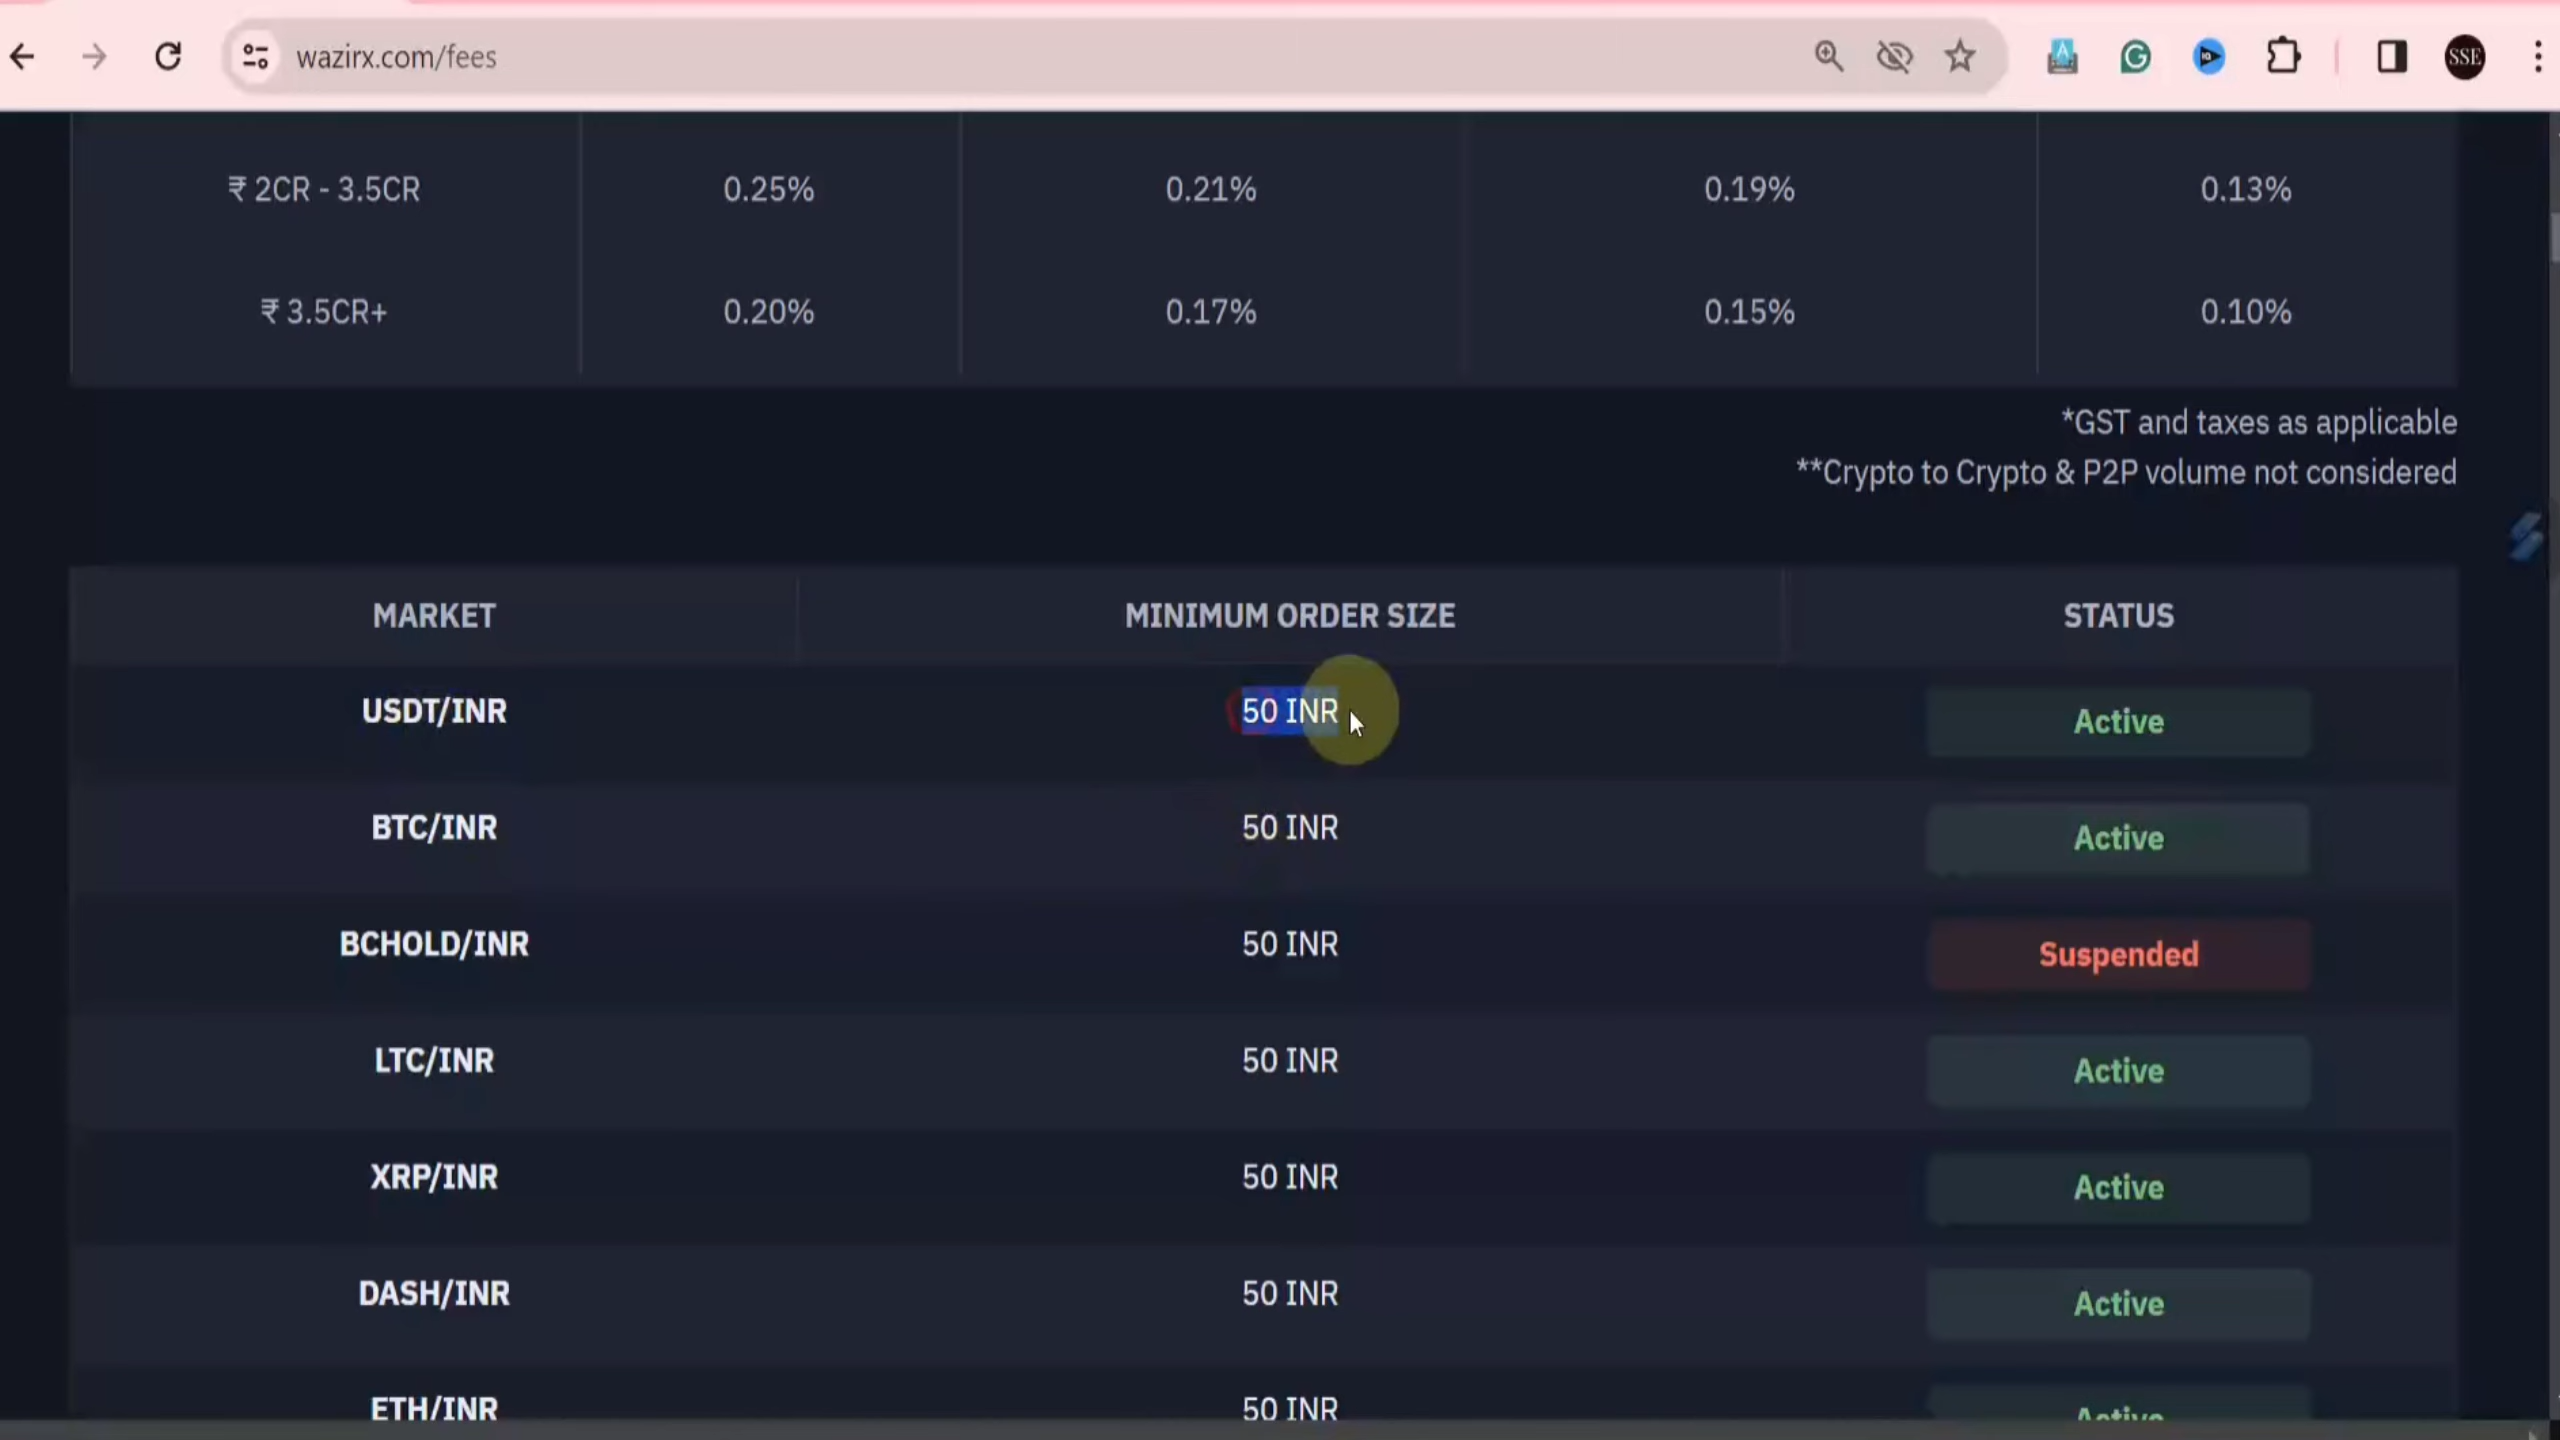 wazirx.com/fees
SSE
₹ 2CR - 3.5CR 0.25% 0.21% 0.19% 0.13%
₹ 3.5CR+ 0.20% 0.17% 0.15% 0.10%
*GST and taxes as applicable
**Crypto to Crypto & P2P volume not considered
MARKET MINIMUM ORDER SIZE STATUS
USDT/INR 50 INR Active
BTC/INR 50 INR Active
BCHOLD/INR 50 INR Suspended
LTC/INR 50 INR Active
XRP/INR 50 INR Active
DASH/INR 50 INR Active
ETH/INR 50 INR Active